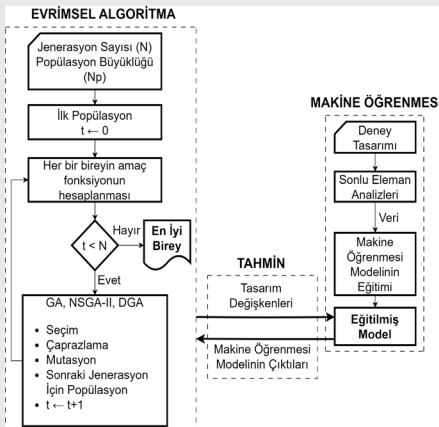 EVRİMSEL ALGORİTMA
Jenerasyon Sayısı (N)
Popülasyon Büyüklüğü
(Np)
İlk Popülasyon
t ← 0
Her bir bireyin amaç
fonksiyonun
hesaplanması
t < N
Hayır
En İyi
Birey
Evet
GA, NSGA-II, DGA
• Seçim
• Çaprazlama
• Mutasyon
• Sonraki Jenerasyon
İçin Popülasyon
• t ← t+1
TAHMİN
Tasarım
Değişkenleri
Makine Öğrenmesi
Modelinin Çıktıları
MAKİNE ÖĞRENMESİ
Deney
Tasarımı
Sonlu Eleman
Analizleri
Veri
Makine
Öğrenmesi
Modelinin
Eğitimi
Eğitilmiş
Model